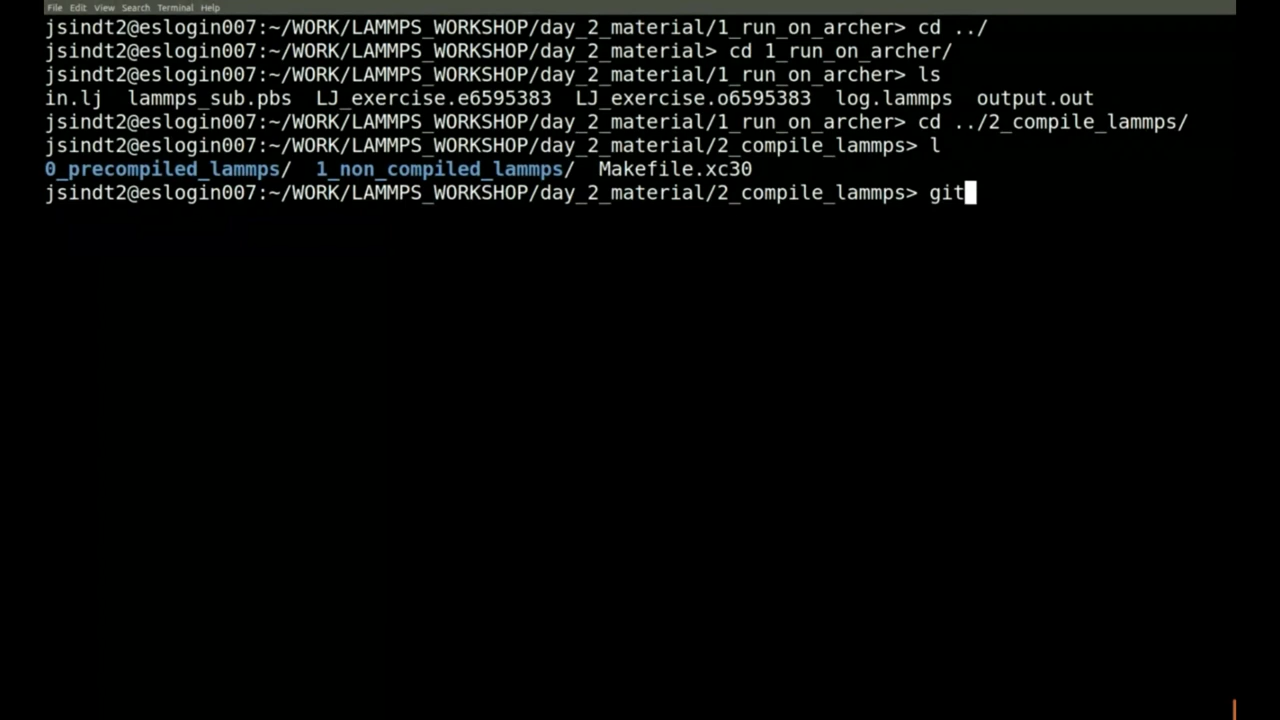 File Edit View Search Terminal Help
jsindt2@eslogin007:~/WORK/LAMMPS_WORKSHOP/day_2_material/1_run_on_archer> cd ../
jsindt2@eslogin007:~/WORK/LAMMPS_WORKSHOP/day_2_material> cd 1_run_on_archer/
jsindt2@eslogin007:~/WORK/LAMMPS_WORKSHOP/day_2_material/1_run_on_archer> ls
in.lj  lammps_sub.pbs  LJ_exercise.e6595383  LJ_exercise.o6595383  log.lammps  output.out
jsindt2@eslogin007:~/WORK/LAMMPS_WORKSHOP/day_2_material/1_run_on_archer> cd ../2_compile_lammps/
jsindt2@eslogin007:~/WORK/LAMMPS_WORKSHOP/day_2_material/2_compile_lammps> l
0_precompiled_lammps/  1_non_compiled_lammps/  Makefile.xc30
jsindt2@eslogin007:~/WORK/LAMMPS_WORKSHOP/day_2_material/2_compile_lammps> git